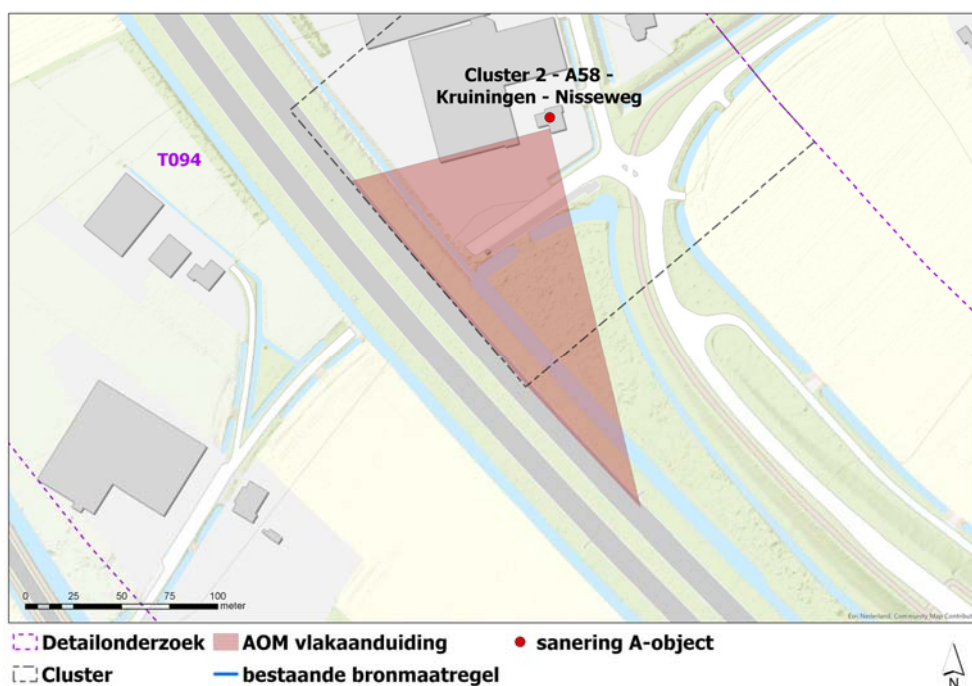 Cluster 2 - A58 -
Kruiningen - Nisseweg
T094
0 25 50 75 100
meter
Esri Nederland, Community Map Contribut
Detailonderzoek
AOM vlakaanduiding
sanering A-object
Cluster
bestaande bronmaatregel
N